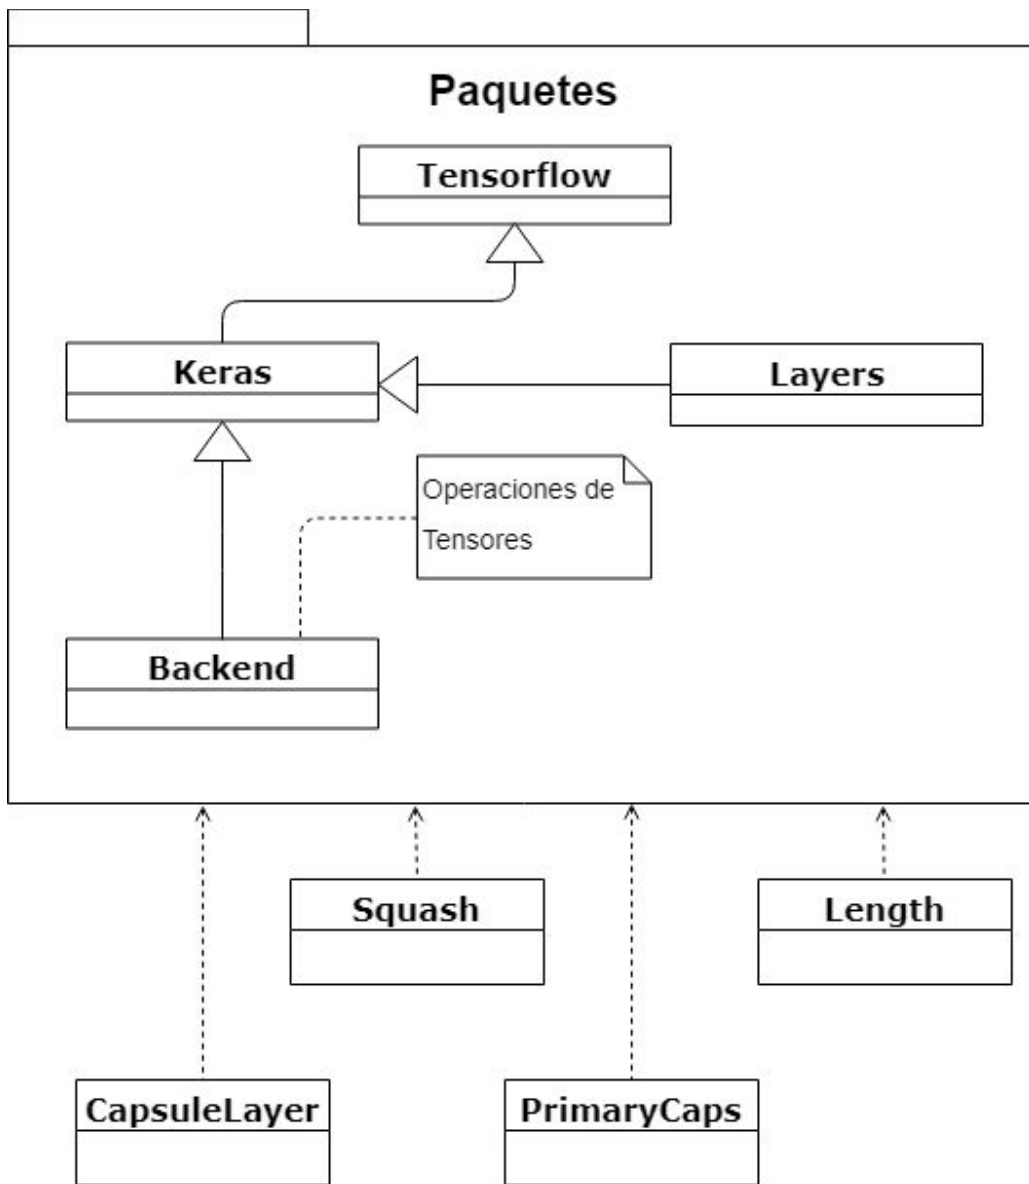 Paquetes
Tensorflow
Keras
Layers
Operaciones de
Tensores
Backend
Squash
Length
CapsuleLayer
PrimaryCaps